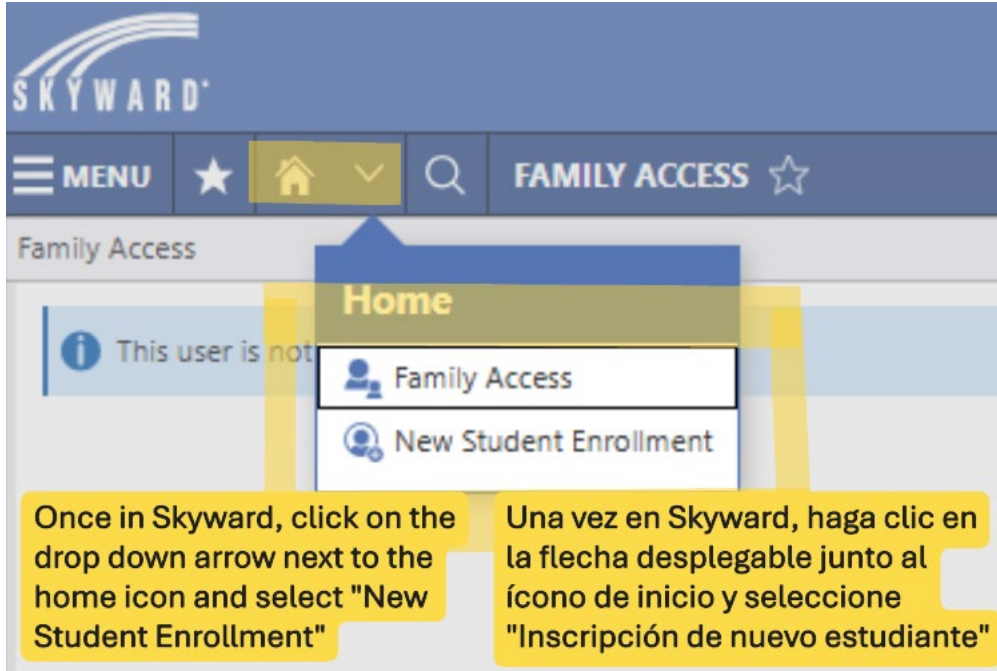 SKYWARD
MENU FAMILY ACCESS
Family Access
Home
This user is not
Family Access
New Student Enrollment
Once in Skyward, click on the
drop down arrow next to the
home icon and select "New
Student Enrollment"
Una vez en Skyward, haga clic en
la flecha desplegable junto al
ícono de inicio y seleccione
"Inscripción de nuevo estudiante"